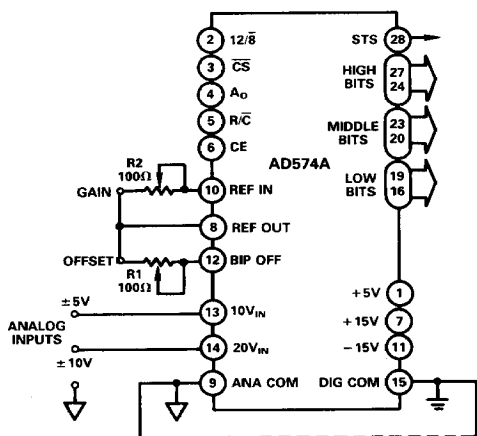 2 12/8̅
3 C̅S̅
4 A₀
5 R/C̅
6 CE
AD574A
R2
100Ω
GAIN
10 REF IN
8 REF OUT
OFFSET
R1
100Ω
12 BIP OFF
±5V
13 10VIN
ANALOG
INPUTS
14 20VIN
±10V
9 ANA COM
STS 28
HIGH
BITS
27
24
MIDDLE
BITS
23
20
LOW
BITS
19
16
+5V 1
+15V 7
-15V 11
DIG COM 15